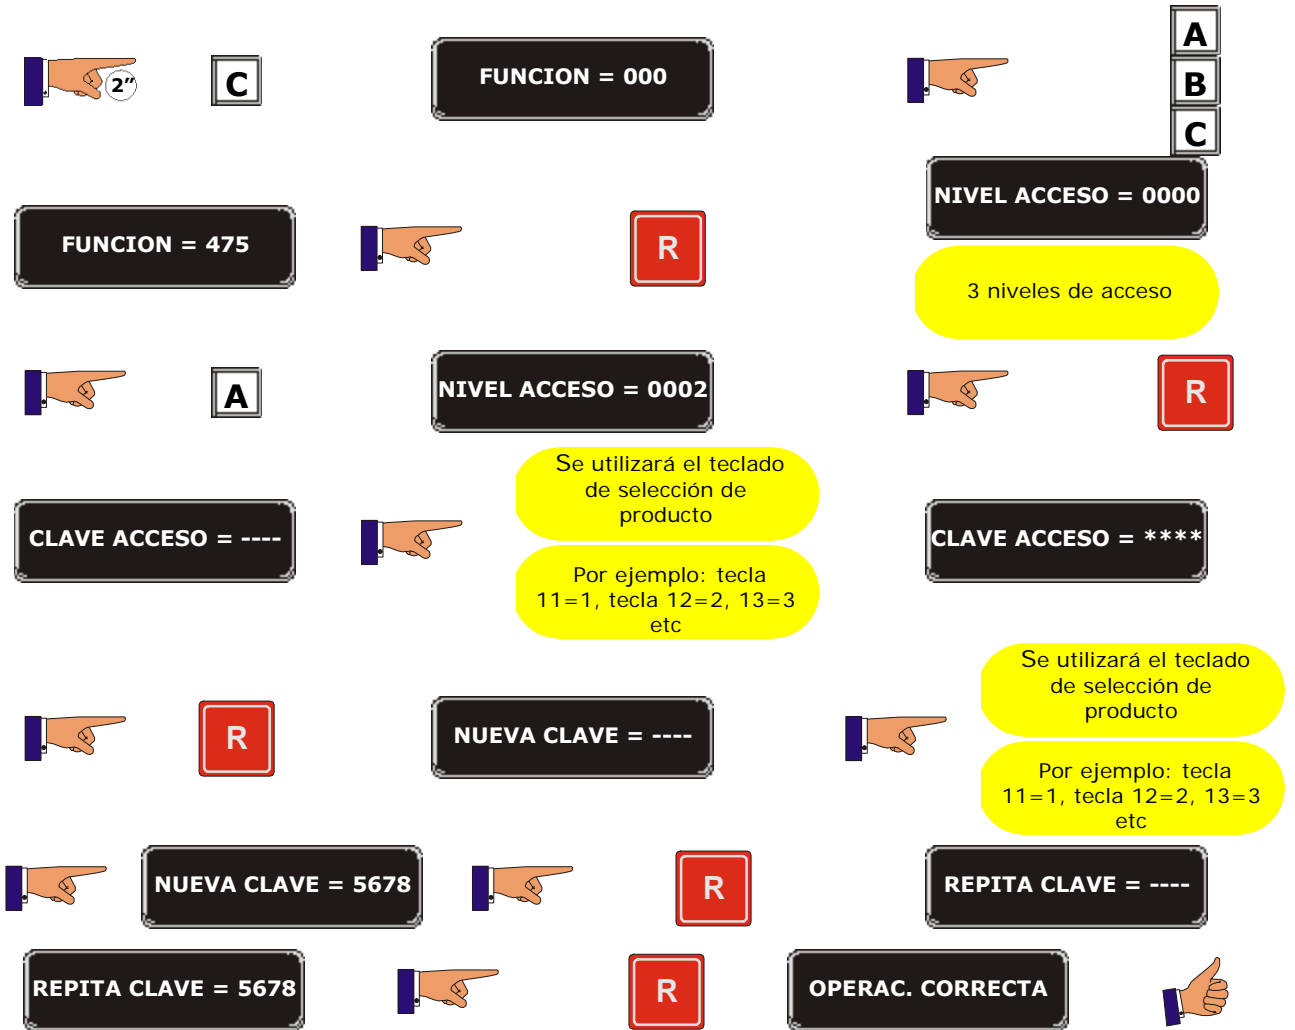 2”
C
FUNCION = 000
A
B
C
FUNCION = 475
R
NIVEL ACCESO = 0000
3 niveles de acceso
A
NIVEL ACCESO = 0002
R
CLAVE ACCESO = ----
Se utilizará el teclado
de selección de
producto
Por ejemplo: tecla
11=1, tecla 12=2, 13=3
etc
CLAVE ACCESO = ****
R
NUEVA CLAVE = ----
Se utilizará el teclado
de selección de
producto
Por ejemplo: tecla
11=1, tecla 12=2, 13=3
etc
NUEVA CLAVE = 5678
R
REPITA CLAVE = ----
REPITA CLAVE = 5678
R
OPERAC. CORRECTA